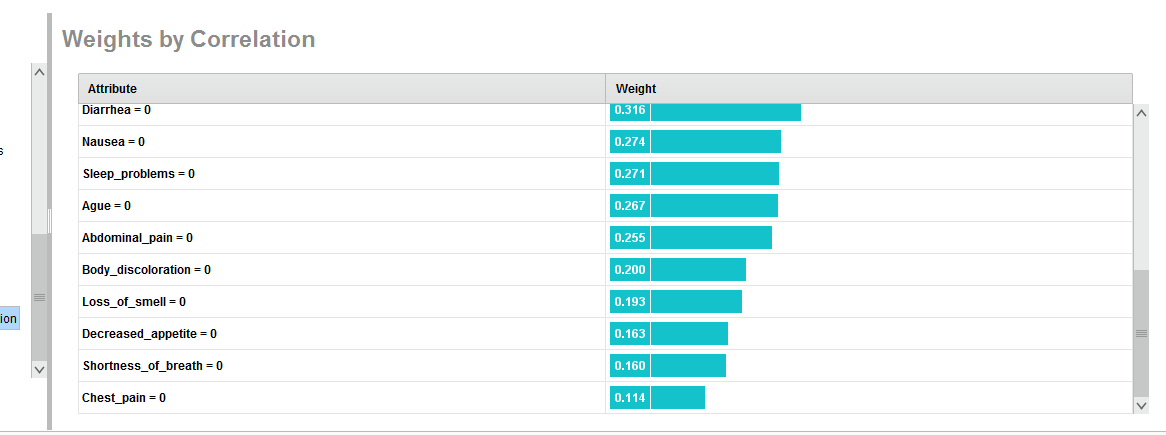 Weights by Correlation
Attribute Weight
Diarrhea = 0 0.316
s
Nausea = 0 0.274
Sleep_problems = 0 0.271
Ague = 0 0.267
Abdominal_pain = 0 0.255
Body_discoloration = 0 0.200
Loss_of_smell = 0 0.193
ion
Decreased_appetite = 0 0.163
Shortness_of_breath = 0 0.160
Chest_pain = 0 0.114